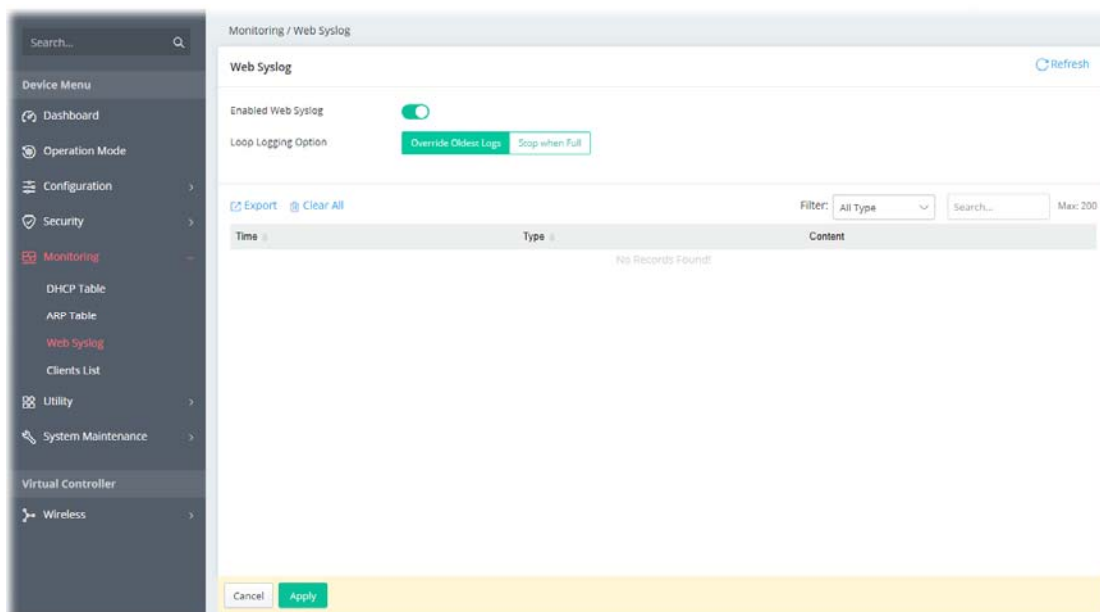 Search...
Device Menu
Dashboard
Operation Mode
Configuration
Security
Monitoring
DHCP Table
ARP Table
Web Syslog
Clients List
Utility
System Maintenance
Virtual Controller
Wireless
Monitoring / Web Syslog
Web Syslog
Refresh
Enabled Web Syslog
Loop Logging Option
Override Oldest Logs Stop when Full
Export Clear All Filter: All Type Search... Max: 200
Time Type Content
No Records Found!
Cancel Apply